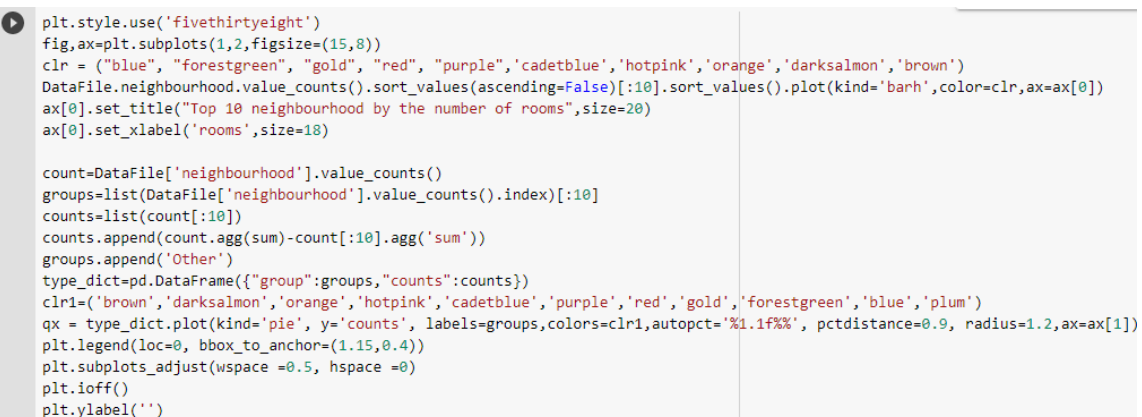 plt.style.use('fivethirtyeight')
fig,ax=plt.subplots(1,2,figsize=(15,8))
clr = ("blue", "forestgreen", "gold", "red", "purple",'cadetblue','hotpink','orange','darksalmon','brown')
DataFile.neighbourhood.value_counts().sort_values(ascending=False)[:10].sort_values().plot(kind='barh',color=clr,ax=ax[0])
ax[0].set_title("Top 10 neighbourhood by the number of rooms",size=20)
ax[0].set_xlabel('rooms',size=18)

count=DataFile['neighbourhood'].value_counts()
groups=list(DataFile['neighbourhood'].value_counts().index)[:10]
counts=list(count[:10])
counts.append(count.agg(sum)-count[:10].agg('sum'))
groups.append('Other')
type_dict=pd.DataFrame({"group":groups,"counts":counts})
clr1=('brown','darksalmon','orange','hotpink','cadetblue','purple','red','gold','forestgreen','blue','plum')
qx = type_dict.plot(kind='pie', y='counts', labels=groups,colors=clr1,autopct='%1.1f%%', pctdistance=0.9, radius=1.2,ax=ax[1])
plt.legend(loc=0, bbox_to_anchor=(1.15,0.4))
plt.subplots_adjust(wspace =0.5, hspace =0)
plt.ioff()
plt.ylabel('')